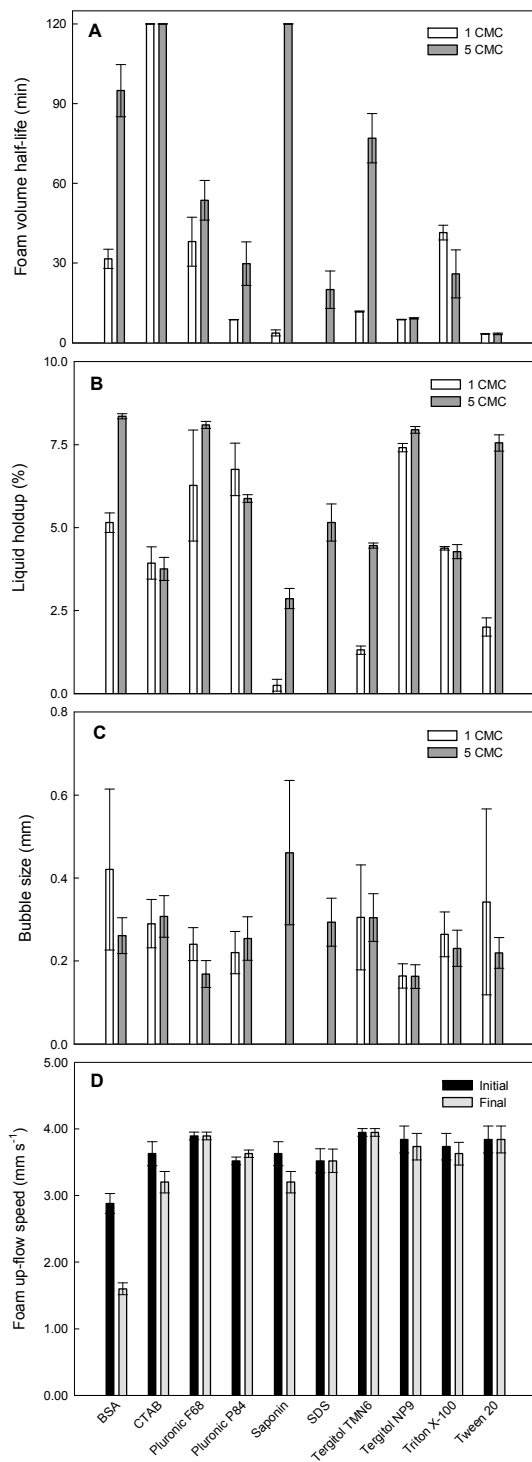 A
1 CMC
5 CMC
Foam volume half-life (min)
120
90
60
30
0
B
1 CMC
5 CMC
Liquid holdup (%)
10.0
7.5
5.0
2.5
0.0
C
1 CMC
5 CMC
Bubble size (mm)
0.8
0.6
0.4
0.2
0.0
D
Initial
Final
Foam up-flow speed (mm s⁻¹)
5.00
4.00
3.00
2.00
1.00
0.00
BSA
CTAB
Pluronic F68
Pluronic P84
Saponin
SDS
Tergitol TMN6
Tergitol NP9
Triton X-100
Tween 20